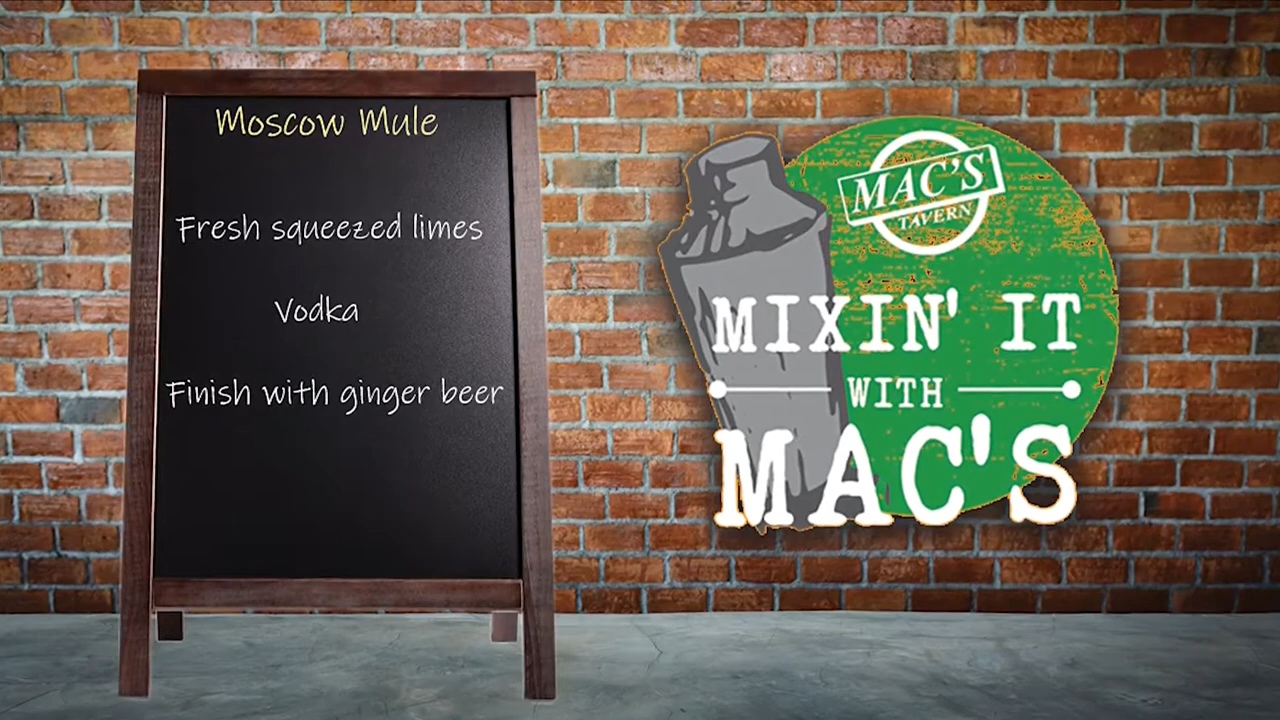 Moscow Mule
Fresh squeezed limes
Vodka
Finish with ginger beer
MAC'S
TAVERN
MIXIN' IT
WITH
MAC'S